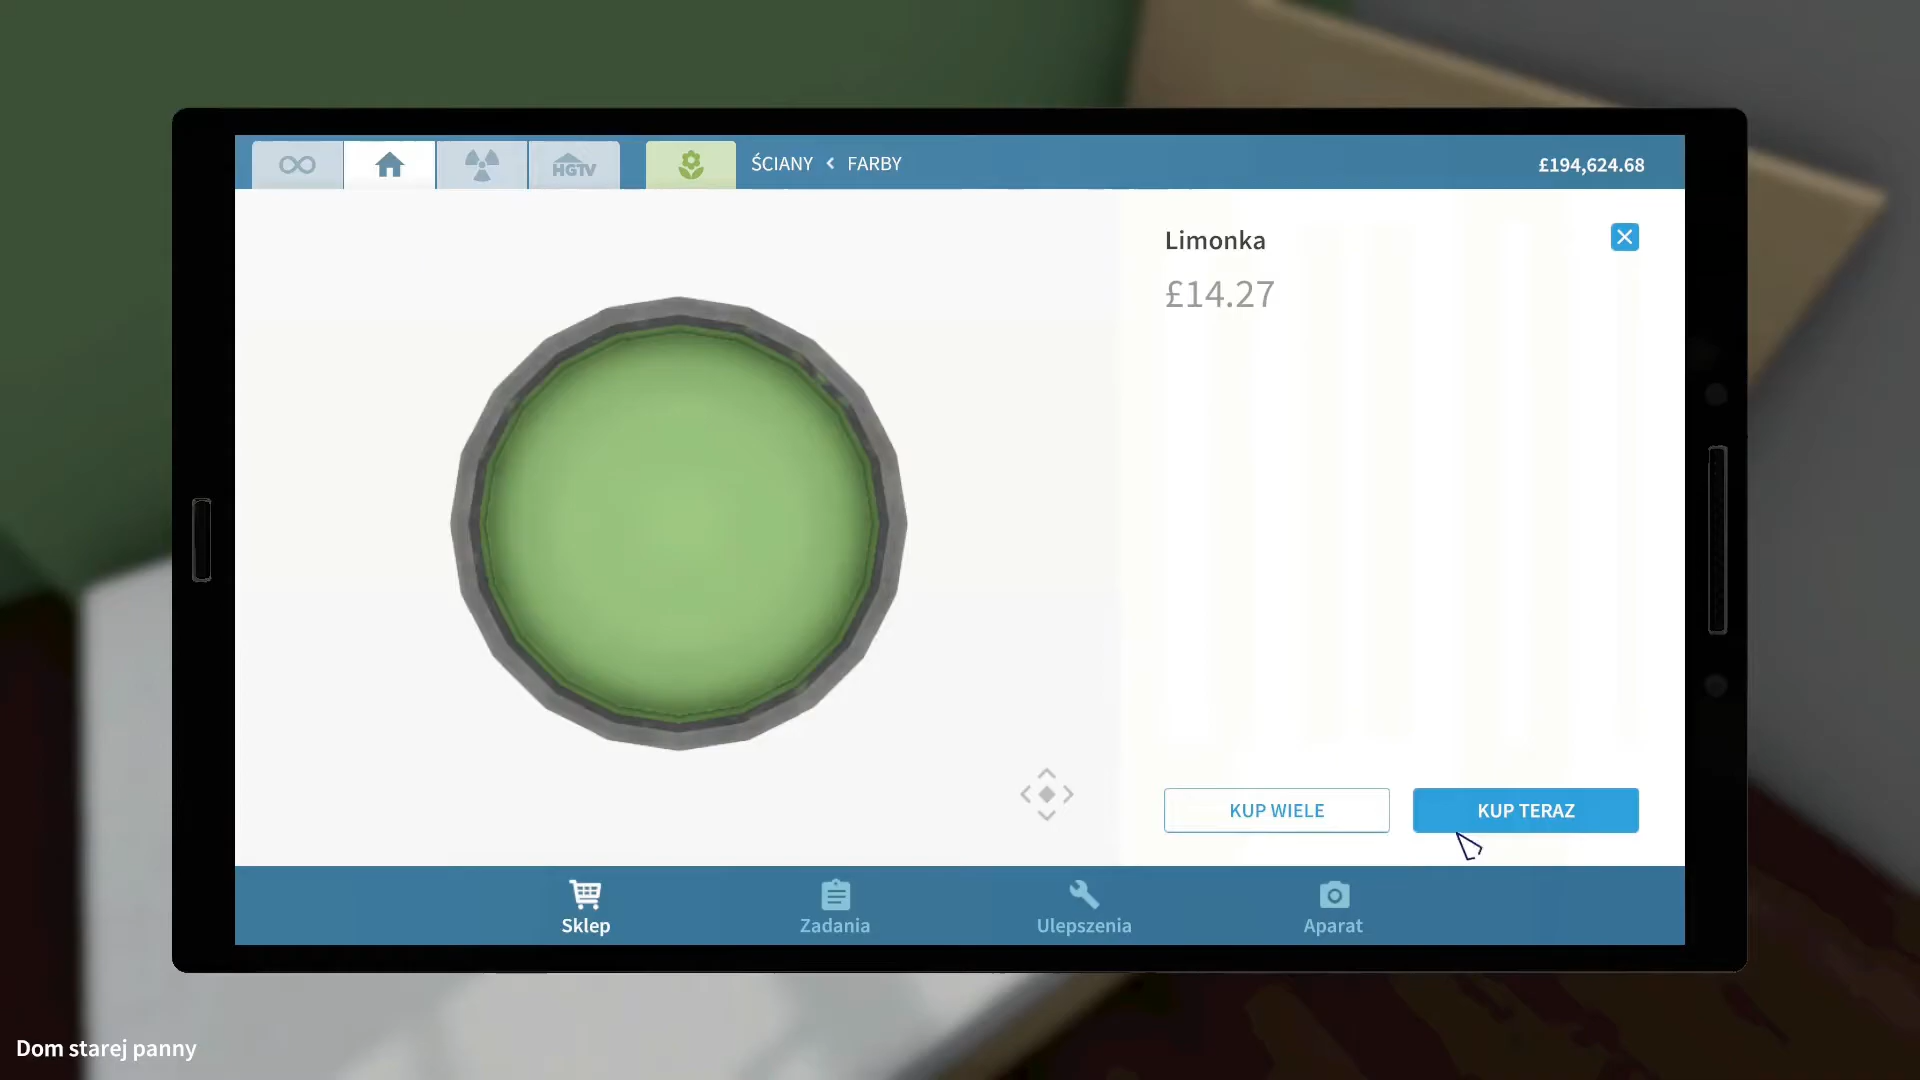 HGTV
ŚCIANY < FARBY
£194,624.68
Limonka
£14.27
KUP WIELE
KUP TERAZ
Sklep
Zadania
Ulepszenia
Aparat
Dom starej panny